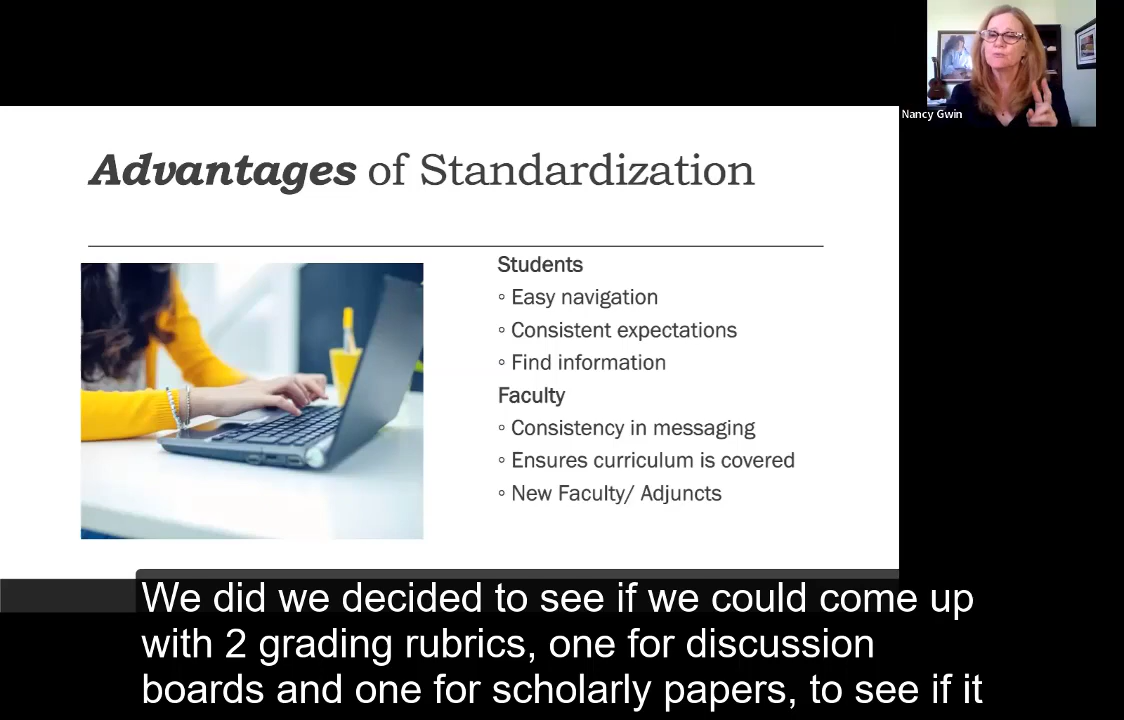 Nancy Gwin
Advantages of Standardization
Students
◦ Easy navigation
◦ Consistent expectations
◦ Find information
Faculty
◦ Consistency in messaging
◦ Ensures curriculum is covered
◦ New Faculty/ Adjuncts
We did we decided to see if we could come up
with 2 grading rubrics, one for discussion
boards and one for scholarly papers, to see if it